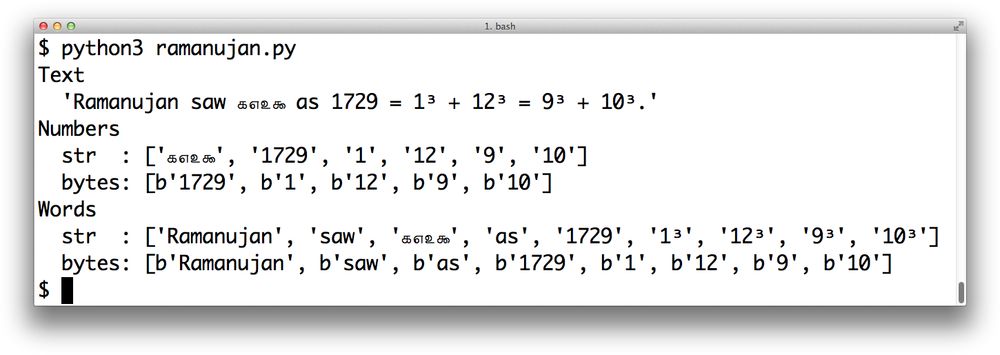 1. bash
$ python3 ramanujan.py
Text
  'Ramanujan saw ௧௭௨௯ as 1729 = 1³ + 12³ = 9³ + 10³.'
Numbers
  str  : ['௧௭௨௯', '1729', '1', '12', '9', '10']
  bytes: [b'1729', b'1', b'12', b'9', b'10']
Words
  str  : ['Ramanujan', 'saw', '௧௭௨௯', 'as', '1729', '1³', '12³', '9³', '10³']
  bytes: [b'Ramanujan', b'saw', b'as', b'1729', b'1', b'12', b'9', b'10']
$